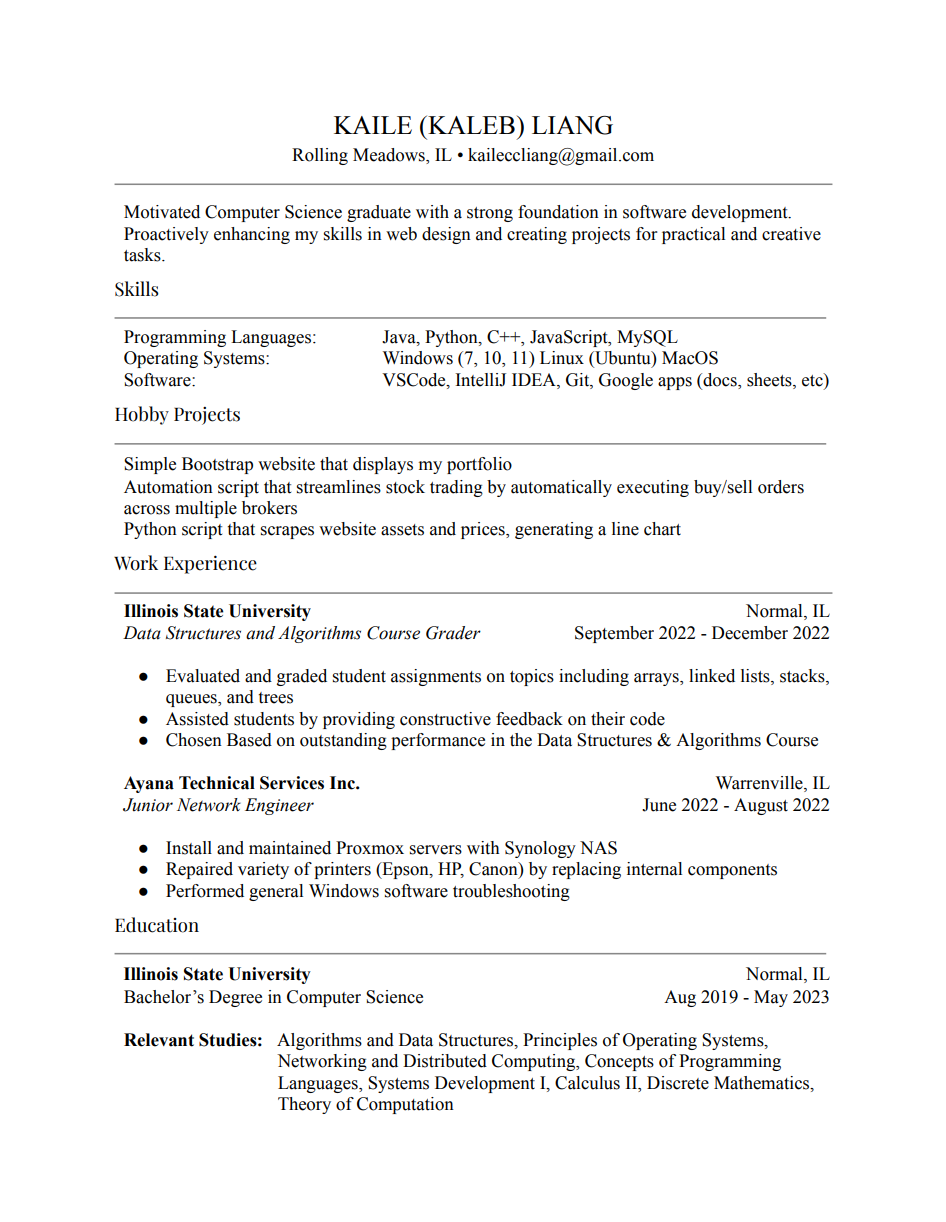 KAILE (KALEB) LIANG
Rolling Meadows, IL • kaileccliang@gmail.com
Motivated Computer Science graduate with a strong foundation in software development.
Proactively enhancing my skills in web design and creating projects for practical and creative
tasks.
Skills
Programming Languages: Java, Python, C++, JavaScript, MySQL
Operating Systems: Windows (7, 10, 11) Linux (Ubuntu) MacOS
Software: VSCode, IntelliJ IDEA, Git, Google apps (docs, sheets, etc)
Hobby Projects
Simple Bootstrap website that displays my portfolio
Automation script that streamlines stock trading by automatically executing buy/sell orders
across multiple brokers
Python script that scrapes website assets and prices, generating a line chart
Work Experience
Illinois State University Normal, IL
Data Structures and Algorithms Course Grader September 2022 - December 2022
● Evaluated and graded student assignments on topics including arrays, linked lists, stacks,
queues, and trees
● Assisted students by providing constructive feedback on their code
● Chosen Based on outstanding performance in the Data Structures & Algorithms Course
Ayana Technical Services Inc. Warrenville, IL
Junior Network Engineer June 2022 - August 2022
● Install and maintained Proxmox servers with Synology NAS
● Repaired variety of printers (Epson, HP, Canon) by replacing internal components
● Performed general Windows software troubleshooting
Education
Illinois State University Normal, IL
Bachelor’s Degree in Computer Science Aug 2019 - May 2023
Relevant Studies: Algorithms and Data Structures, Principles of Operating Systems,
Networking and Distributed Computing, Concepts of Programming
Languages, Systems Development I, Calculus II, Discrete Mathematics,
Theory of Computation